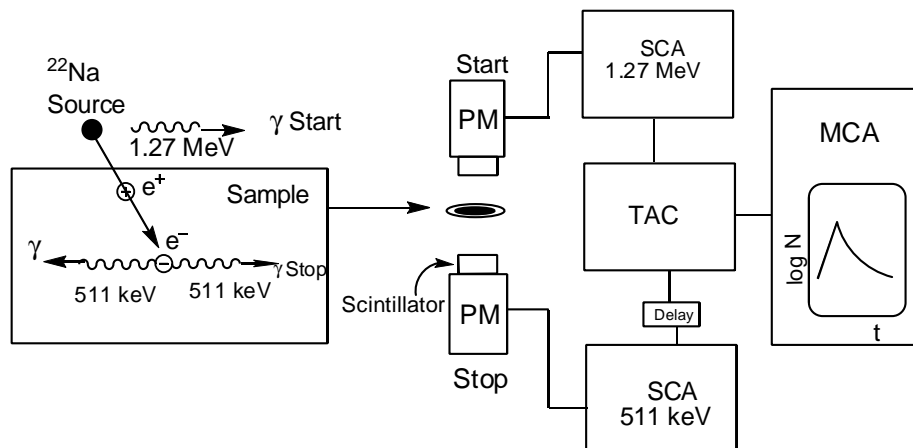 ²²Na
Source
γ Start
1.27 MeV
e⁺
Sample
e⁻
γ
γ Stop
511 keV
511 keV
Start
PM
Scintillator
PM
Stop
SCA
1.27 MeV
TAC
Delay
SCA
511 keV
MCA
log N
t